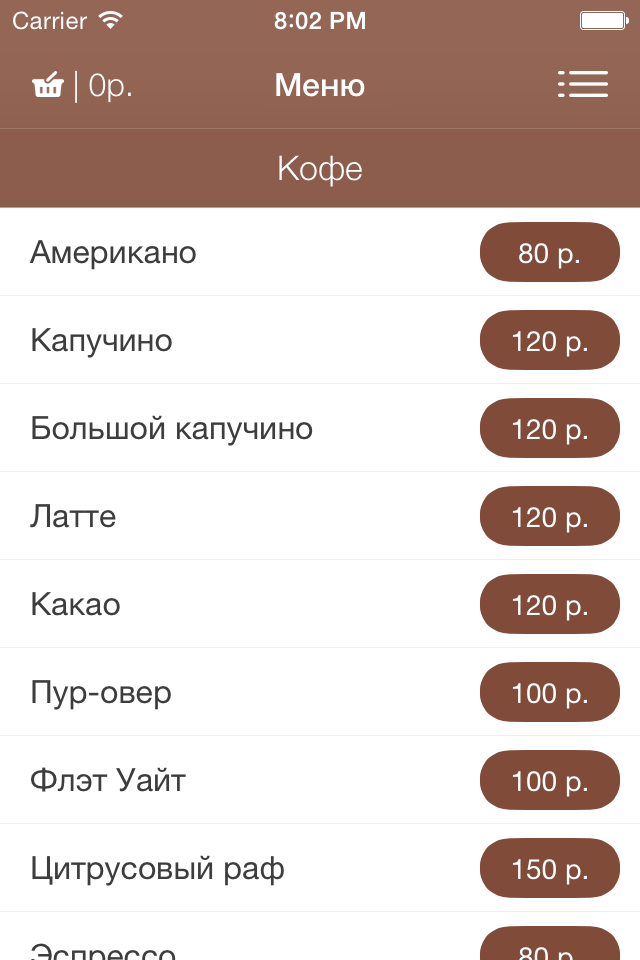 Carrier 8:02 PM
| 0р. Меню
Кофе
Американо 80 р.
Капучино 120 р.
Большой капучино 120 р.
Латте 120 р.
Какао 120 р.
Пур-овер 100 р.
Флэт Уайт 100 р.
Цитрусовый раф 150 р.
Эспрессо 80 р.